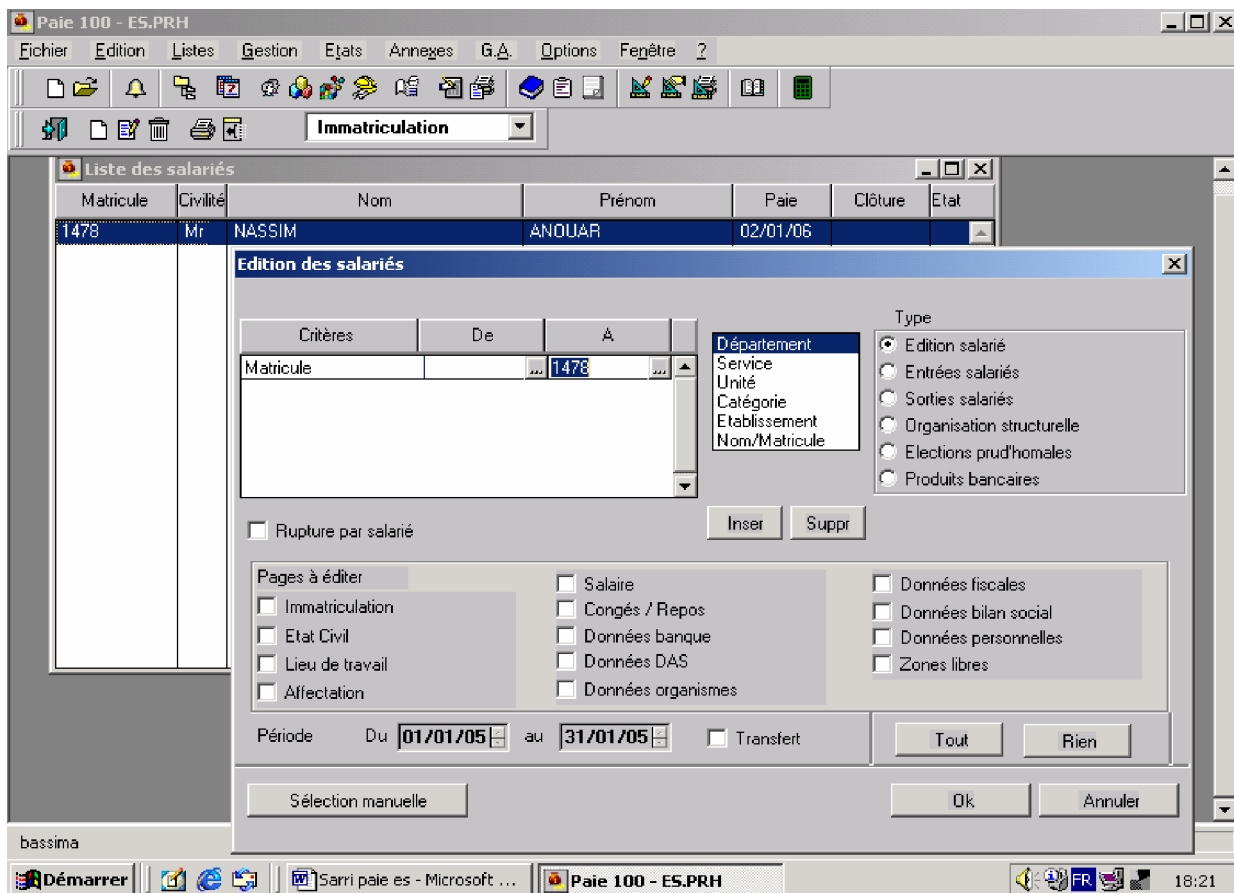 Paie 100 - ES.PRH
Fichier Edition Listes Gestion Etats Annexes G.A. Options Fenêtre ?
Immatriculation
Liste des salariés
Matricule Civilité Nom Prénom Paie Clôture Etat
1478 Mr NASSIM ANOUAR 02/01/06
Edition des salariés
Critères De A
Matricule ... 1478 ...
Département
Service
Unité
Catégorie
Etablissement
Nom/Matricule
Type
Edition salarié
Entrées salariés
Sorties salariés
Organisation structurelle
Elections prud'homales
Produits bancaires
Inser Suppr
Rupture par salarié
Pages à éditer
Immatriculation
Etat Civil
Lieu de travail
Affectation
Salaire
Congés / Repos
Données banque
Données DAS
Données organismes
Données fiscales
Données bilan social
Données personnelles
Zones libres
Période Du 01/01/05 au 31/01/05 Transfert Tout Rien
Sélection manuelle Ok Annuler
bassima
Démarrer Sarri paie es - Microsoft ... Paie 100 - ES.PRH FR 18:21